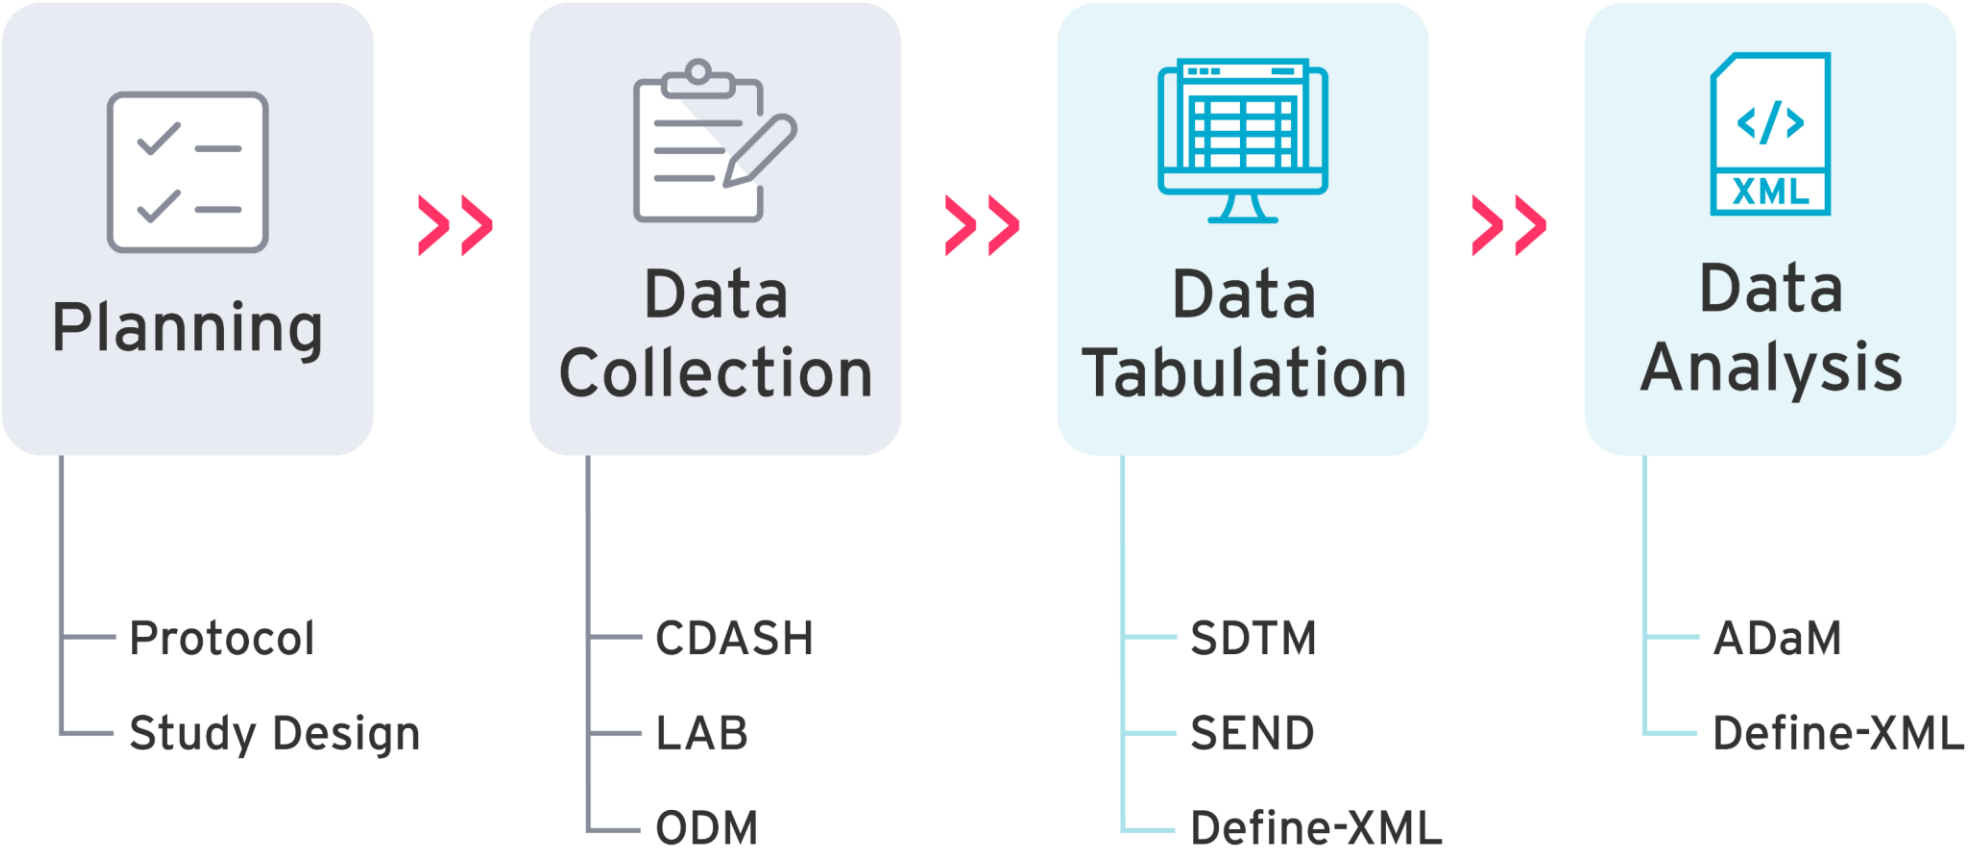 Planning
Protocol
Study Design
Data
Collection
CDASH
LAB
ODM
Data
Tabulation
SDTM
SEND
Define-XML
</>
XML
Data
Analysis
ADaM
Define-XML